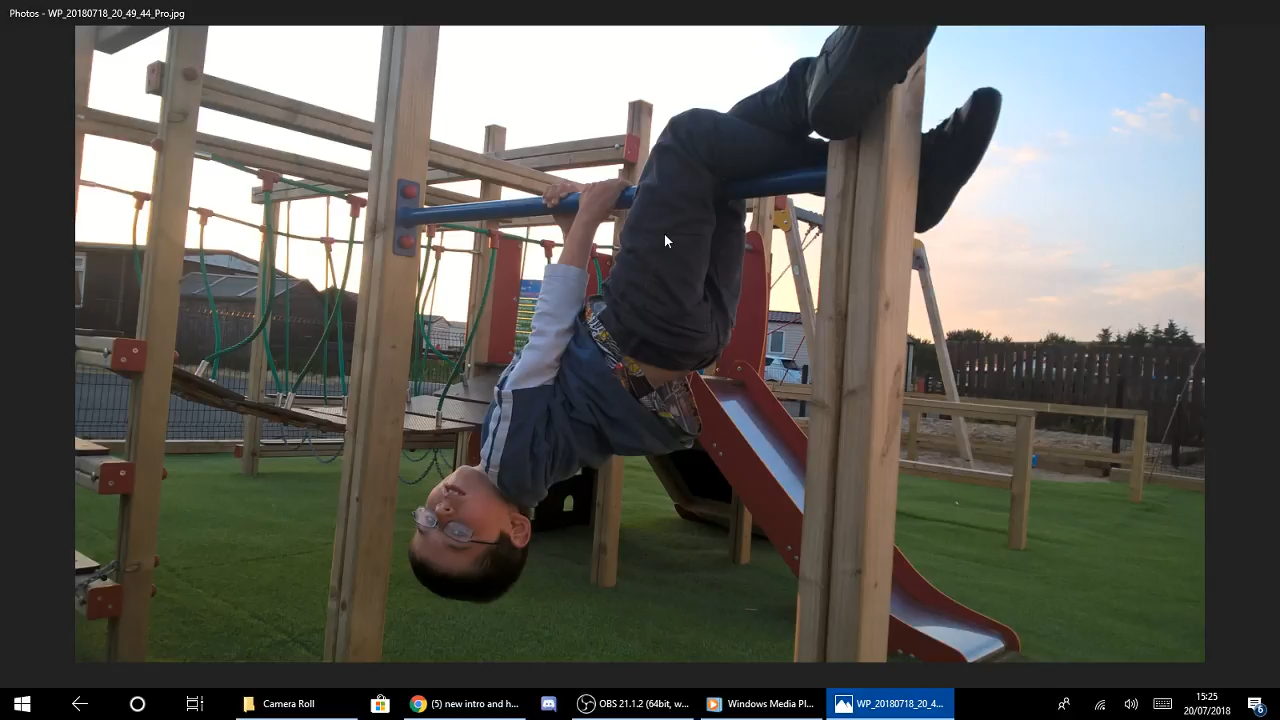 Photos - WP_20180718_20_49_44_Pro.jpg
Camera Roll
(5) new intro and h...
OBS 21.1.2 (64bit, w...
Windows Media Pl...
WP_20180718_20_4...
15:25
20/07/2018
6